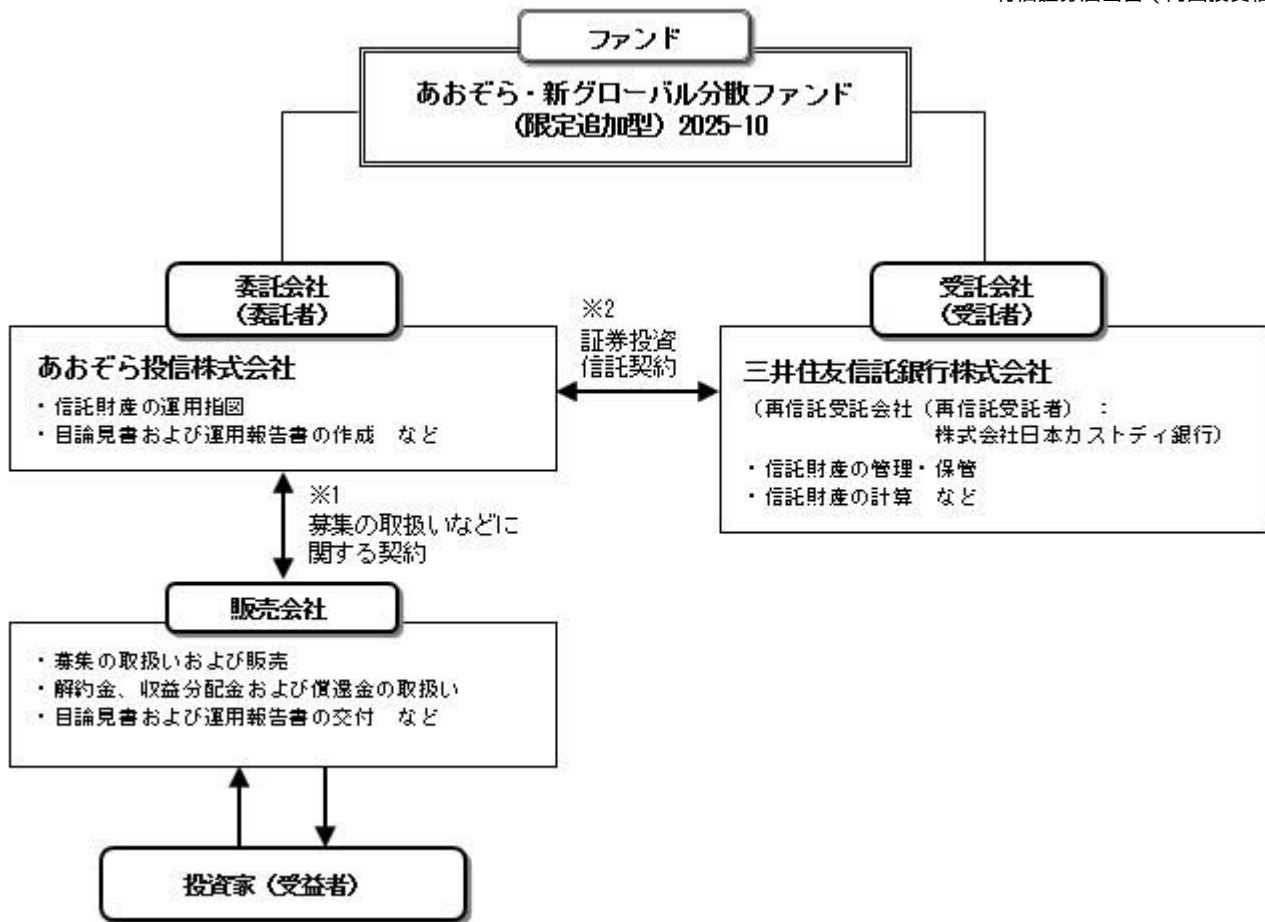 ファンド
あおぞら・新グローバル分散ファンド
(限定追加型) 2025-10
委託会社
(委託者)
あおぞら投信株式会社
・信託財産の運用指図
・目論見書および運用報告書の作成 など
※2
証券投資
信託契約
受託会社
(受託者)
三井住友信託銀行株式会社
(再信託受託会社(再信託受託者) :
株式会社日本カストディ銀行)
・信託財産の管理・保管
・信託財産の計算 など
※1
募集の取扱いなどに
関する契約
販売会社
・募集の取扱いおよび販売
・解約金、収益分配金および償還金の取扱い
・目論見書および運用報告書の交付 など
投資家(受益者)